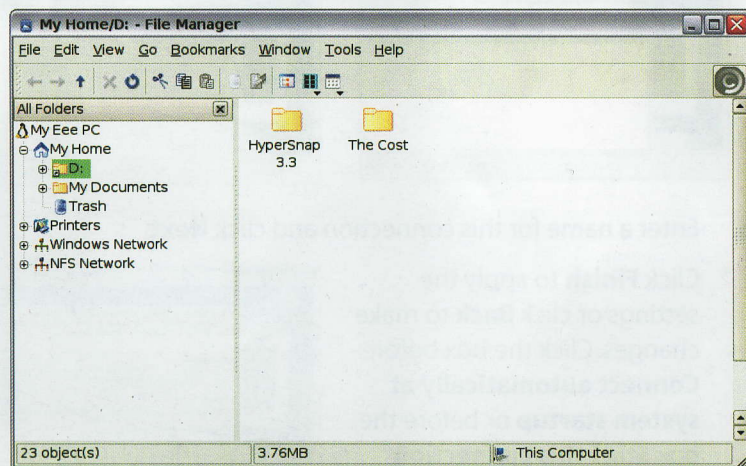 My Home/D: - File Manager
File Edit View Go Bookmarks Window Tools Help
All Folders
My Eee PC
My Home
D:
My Documents
Trash
Printers
Windows Network
NFS Network
HyperSnap
3.3
The Cost
Enter a name for this connection and click Next.
Click Finish to apply the
settings or click Back to make
changes. Click the box before
Connect automatically at
system startup or before the
23 object(s)
3.76MB
This Computer